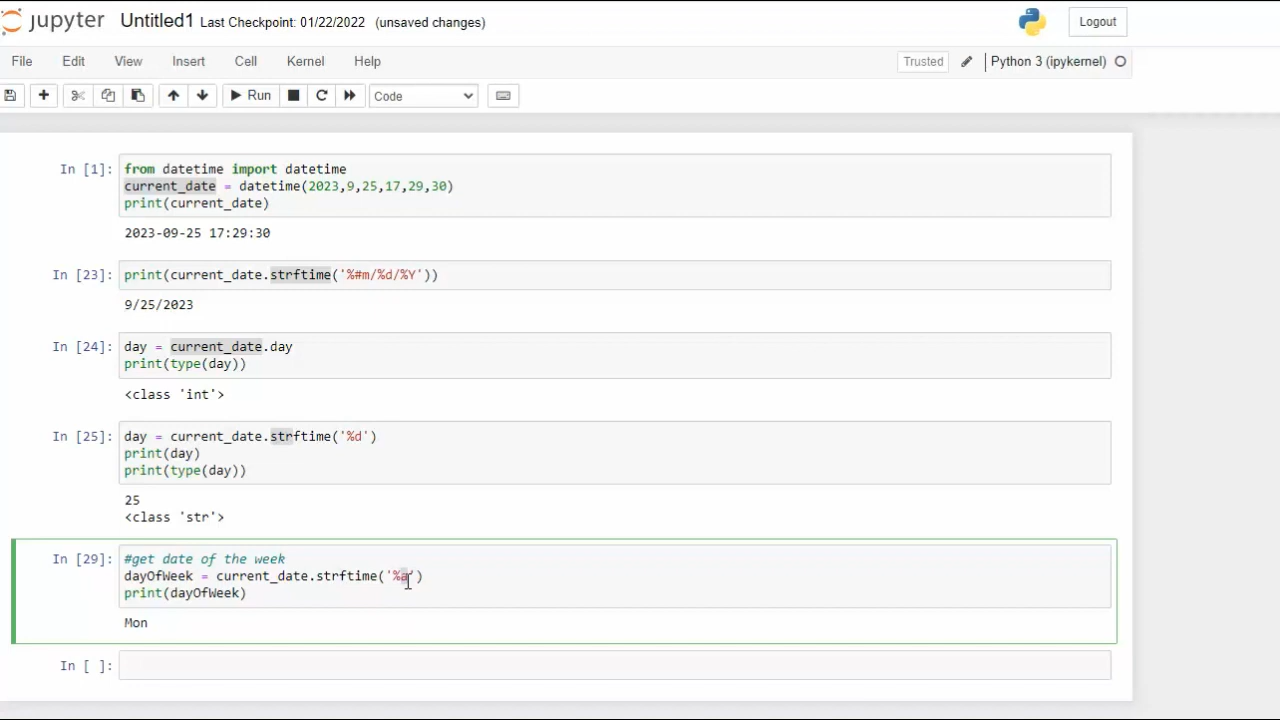 jupyter Untitled1 Last Checkpoint: 01/22/2022 (unsaved changes) Logout
File Edit View Insert Cell Kernel Help Trusted Python 3 (ipykernel)
Run Code
In [1]: from datetime import datetime
current_date = datetime(2023,9,25,17,29,30)
print(current_date)
2023-09-25 17:29:30
In [23]: print(current_date.strftime('%#m/%d/%Y'))
9/25/2023
In [24]: day = current_date.day
print(type(day))
<class 'int'>
In [25]: day = current_date.strftime('%d')
print(day)
print(type(day))
25
<class 'str'>
In [29]: #get date of the week
dayOfWeek = current_date.strftime('%a')
print(dayOfWeek)
Mon
In [ ]: